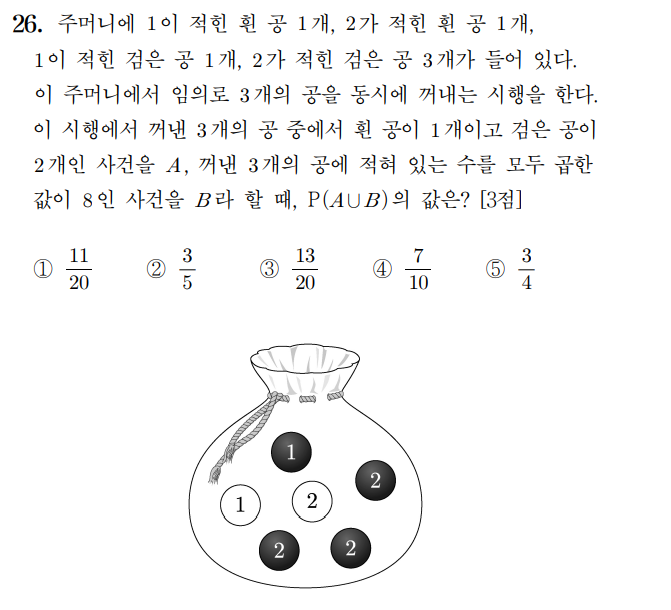 26. 주머니에 1이 적힌 흰 공 1개, 2가 적힌 흰 공 1개,
1이 적힌 검은 공 1개, 2가 적힌 검은 공 3개가 들어 있다.
이 주머니에서 임의로 3개의 공을 동시에 꺼내는 시행을 한다.
이 시행에서 꺼낸 3개의 공 중에서 흰 공이 1개이고 검은 공이
2개인 사건을 A, 꺼낸 3개의 공에 적혀 있는 수를 모두 곱한
값이 8인 사건을 B라 할 때, P(A∪B)의 값은? [3점]
① 11/20 ② 3/5 ③ 13/20 ④ 7/10 ⑤ 3/4
1
2
1 2
2 2